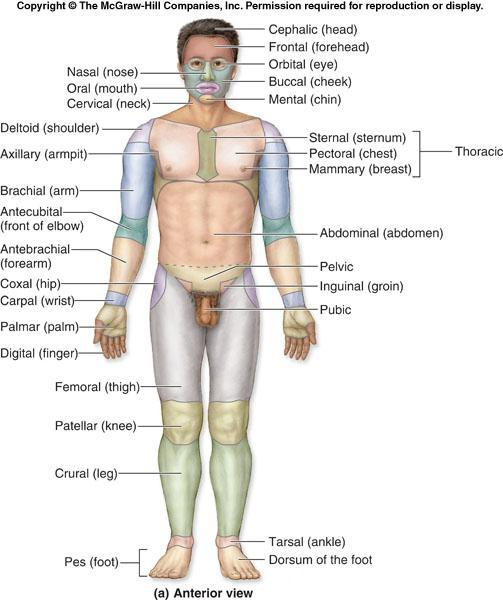 Copyright © The McGraw-Hill Companies, Inc. Permission required for reproduction or display.
Cephalic (head)
Frontal (forehead)
Orbital (eye)
Nasal (nose)
Buccal (cheek)
Oral (mouth)
Mental (chin)
Cervical (neck)
Deltoid (shoulder)
Sternal (sternum)
Axillary (armpit)
Pectoral (chest)
Thoracic
Mammary (breast)
Brachial (arm)
Antecubital
(front of elbow)
Abdominal (abdomen)
Antebrachial
(forearm)
Pelvic
Coxal (hip)
Inguinal (groin)
Carpal (wrist)
Pubic
Palmar (palm)
Digital (finger)
Femoral (thigh)
Patellar (knee)
Crural (leg)
Tarsal (ankle)
Pes (foot)
Dorsum of the foot
(a) Anterior view